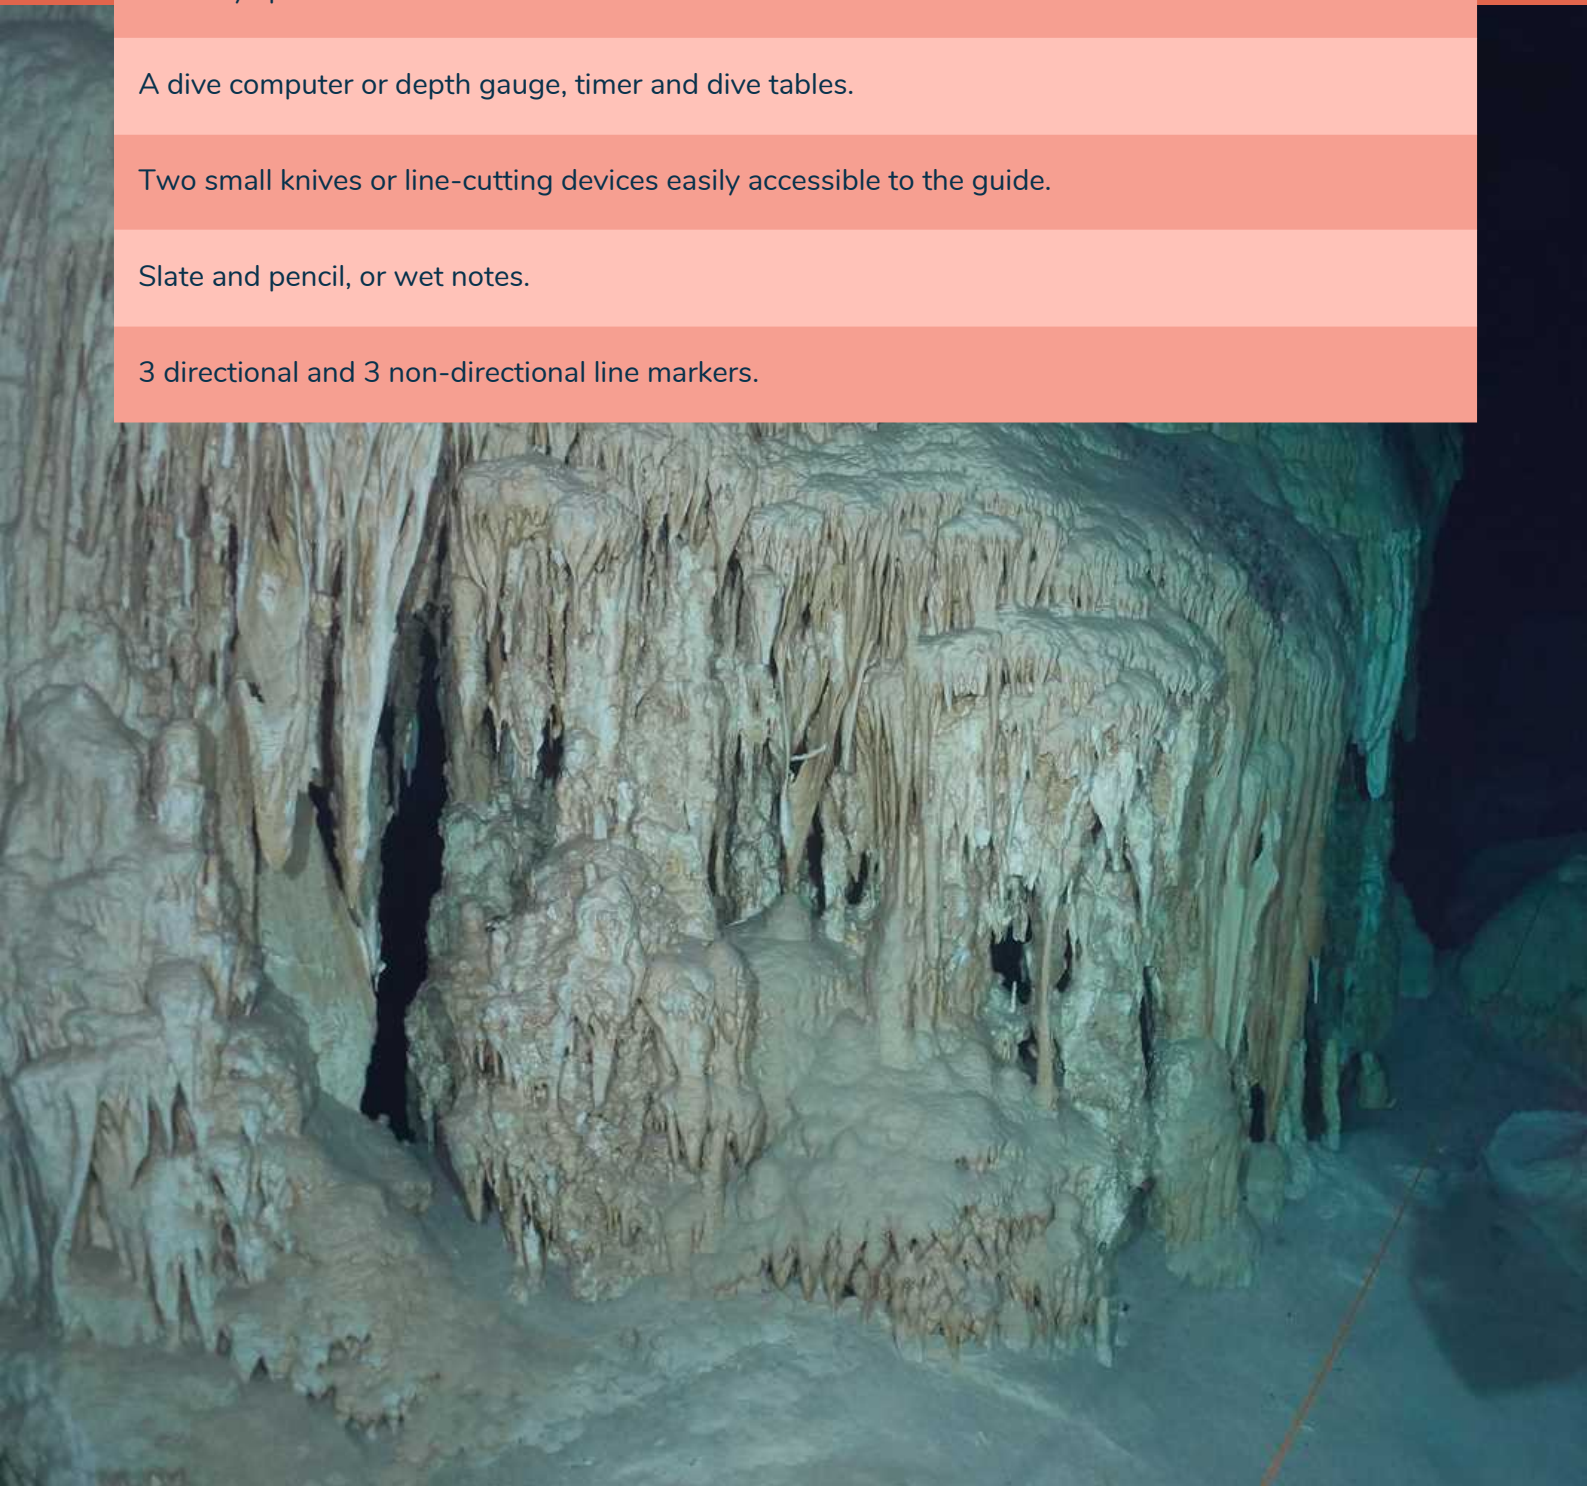 A dive computer or depth gauge, timer and dive tables.
Two small knives or line-cutting devices easily accessible to the guide.
Slate and pencil, or wet notes.
3 directional and 3 non-directional line markers.